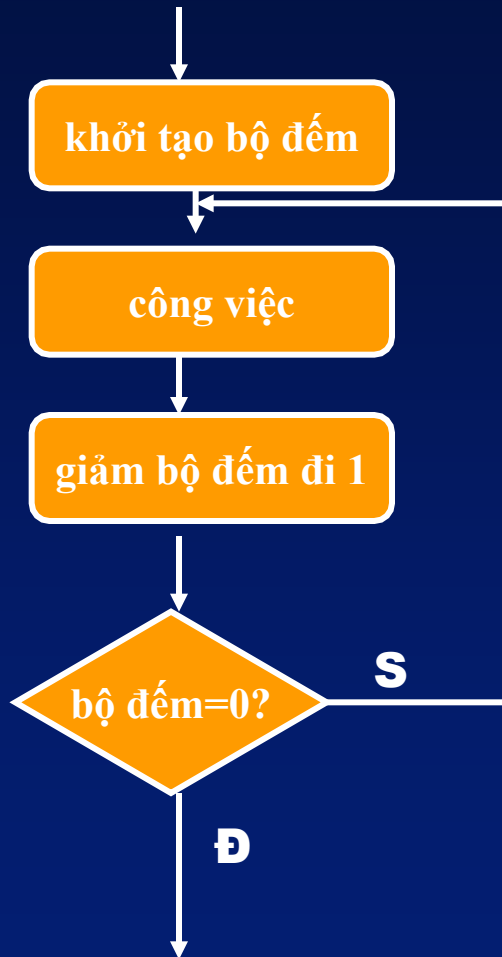 khởi tạo bộ đếm
công việc
giảm bộ đếm đi 1
bộ đếm=0?
S
Đ